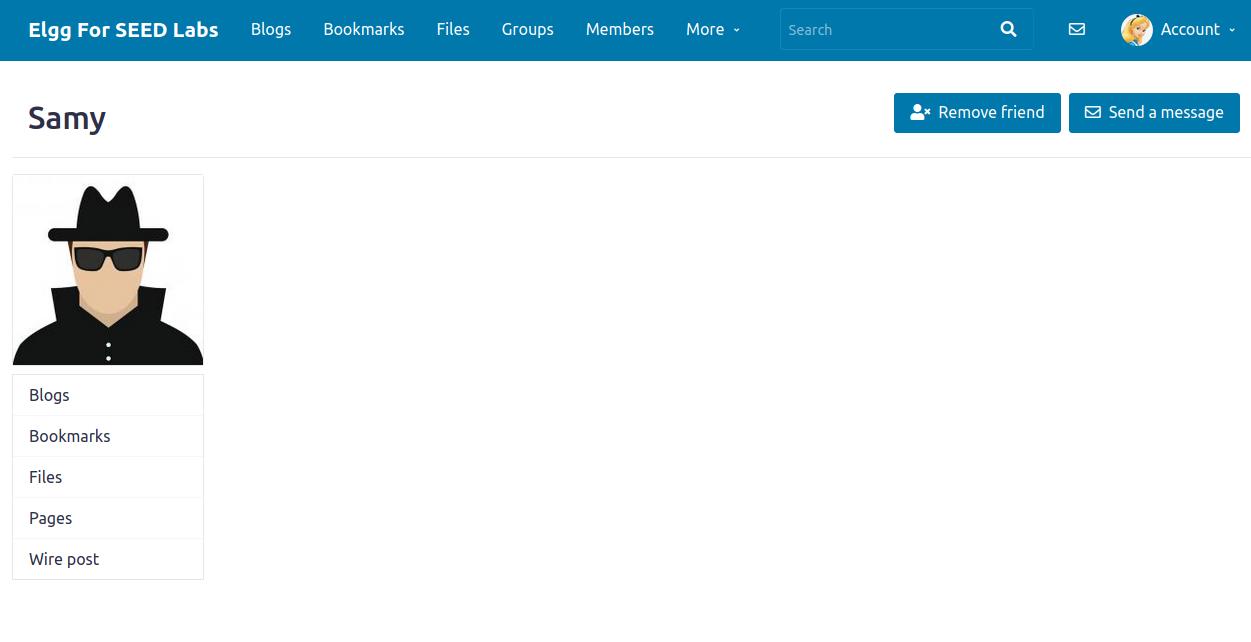 Elgg For SEED Labs Blogs Bookmarks Files Groups Members More Search Account
Samy Remove friend Send a message
Blogs
Bookmarks
Files
Pages
Wire post